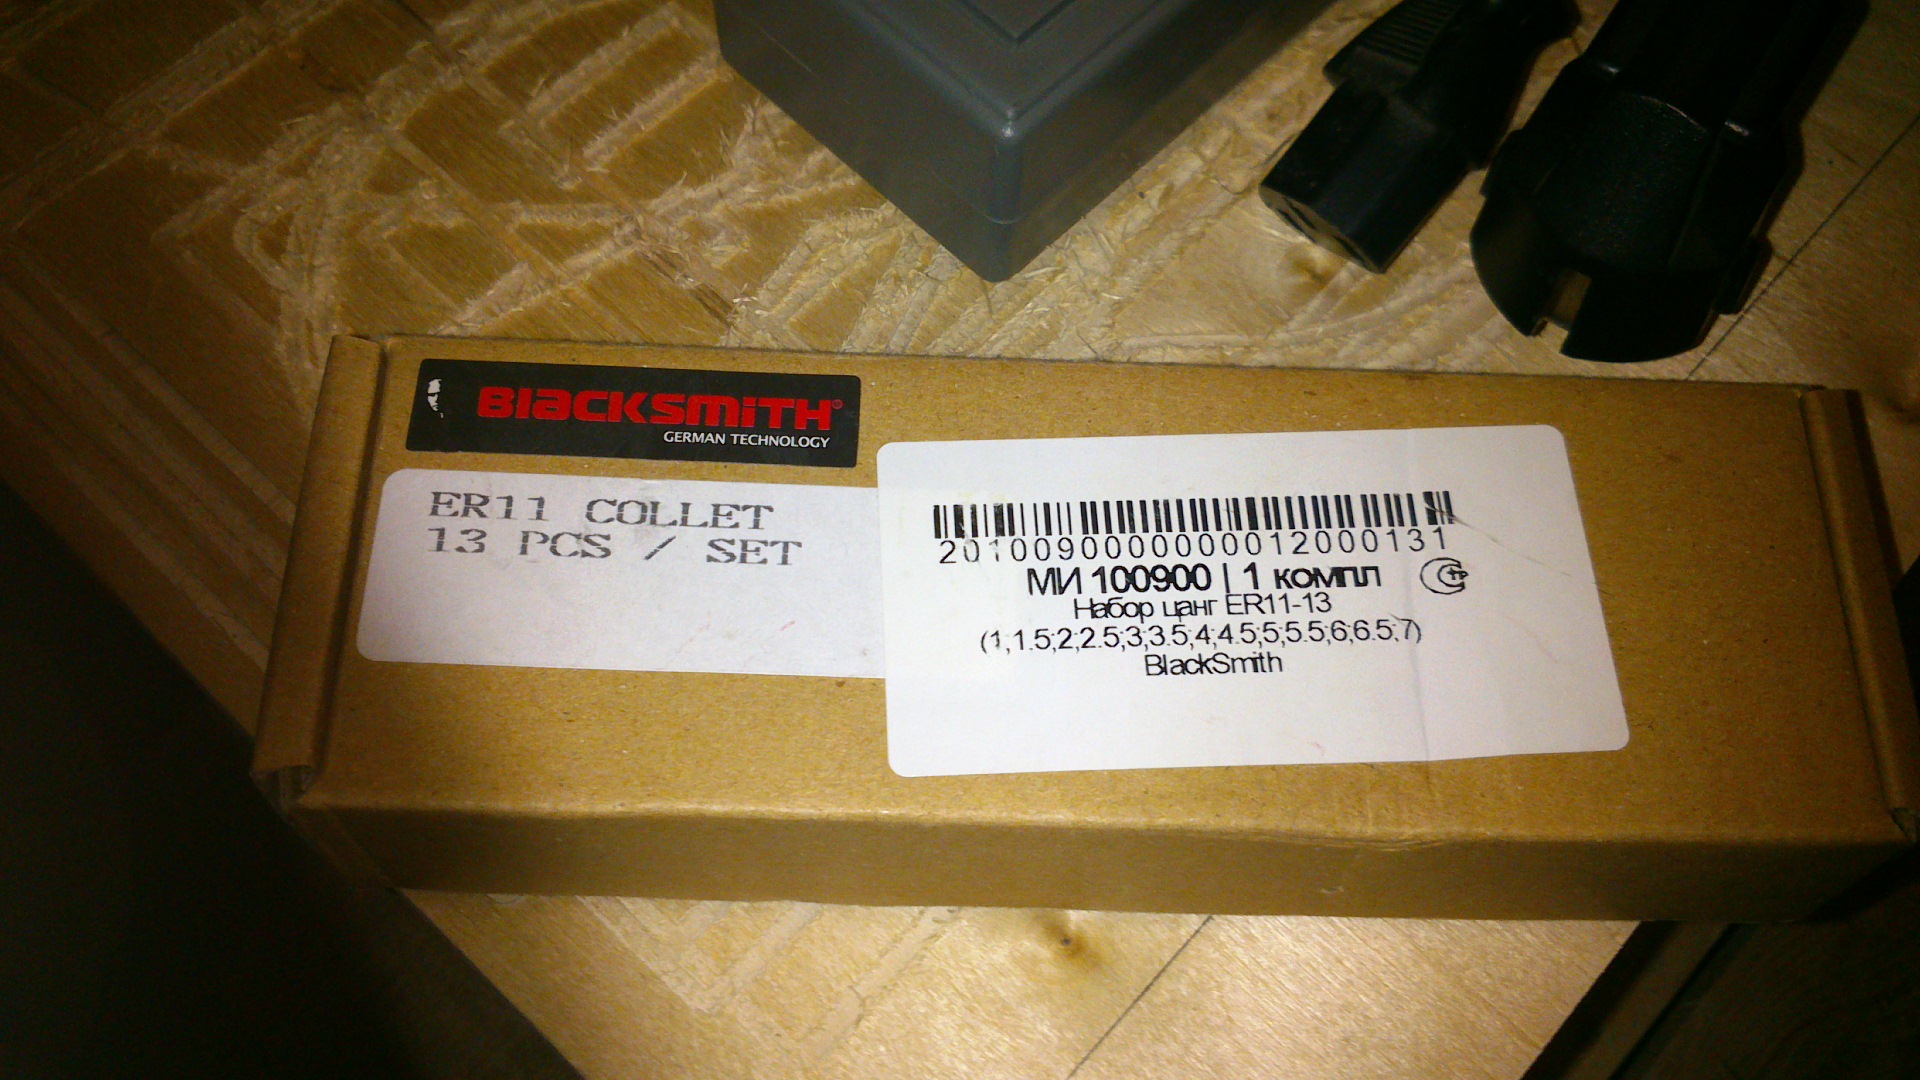 BlacksmiTH®
GERMAN TECHNOLOGY
ER11 COLLET
13 PCS / SET
20100900000000012000131
МИ 100900 | 1 компл
Набор цанг ER11-13
(1;1.5;2;2.5;3;3.5;4;4.5;5;5.5;6;6.5;7)
BlackSmith